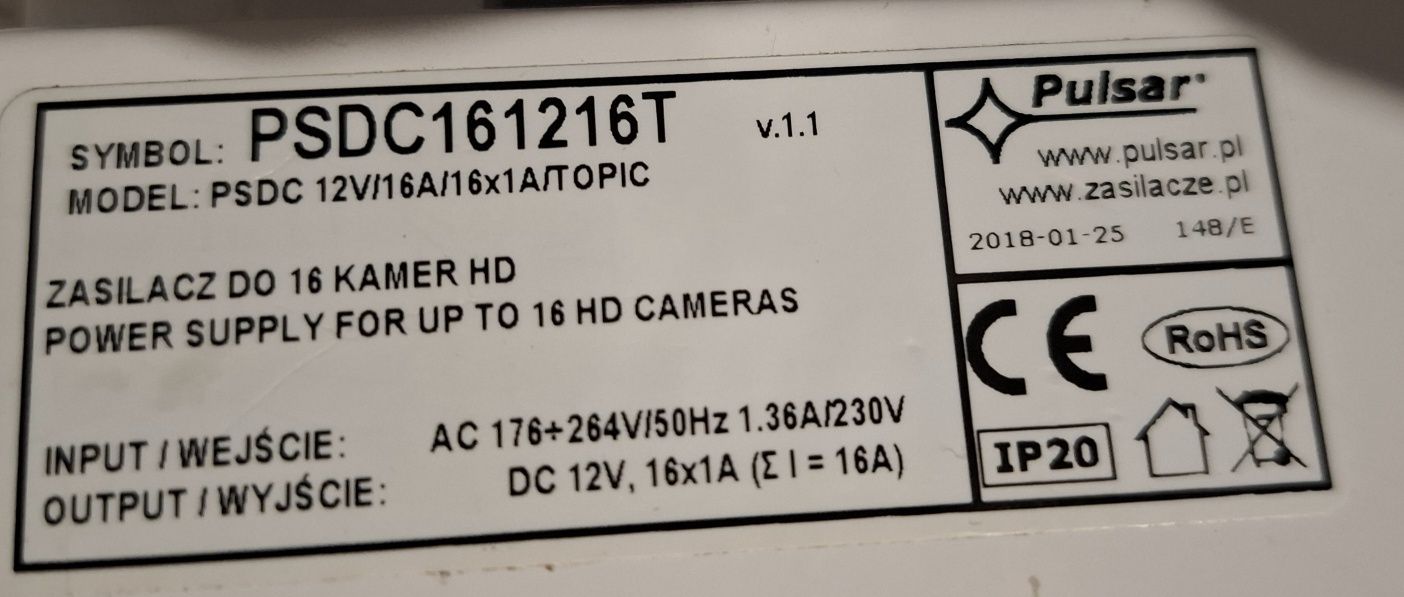 SYMBOL: PSDC161216T v.1.1
MODEL: PSDC 12V/16A/16x1A/TOPIC
ZASILACZ DO 16 KAMER HD
POWER SUPPLY FOR UP TO 16 HD CAMERAS
INPUT / WEJŚCIE: AC 176÷264V/50Hz 1.36A/230V
OUTPUT / WYJŚCIE: DC 12V, 16x1A (Σ I = 16A)
Pulsar
www.pulsar.pl
www.zasilacze.pl
2018-01-25 148/E
CE RoHS
IP20